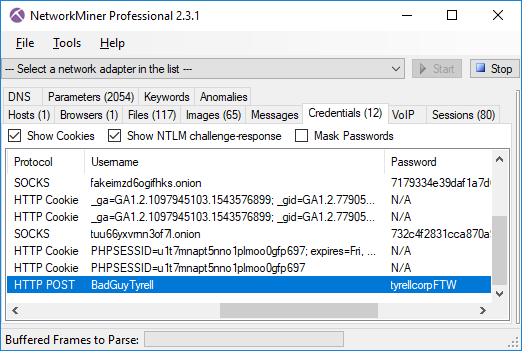 NetworkMiner Professional 2.3.1
File Tools Help
--- Select a network adapter in the list --- Start Stop
DNS Parameters (2054) Keywords Anomalies
Hosts (1) Browsers (1) Files (117) Images (65) Messages Credentials (12) VoIP Sessions (80)
Show Cookies Show NTLM challenge-response Mask Passwords
Protocol Username Password
SOCKS fakeimzd6ogifhks.onion 7179334e39daf1a7d
HTTP Cookie _ga=GA1.2.1097945103.1543576899; _gid=GA1.2.77905... N/A
HTTP Cookie _ga=GA1.2.1097945103.1543576899; _gid=GA1.2.77905... N/A
SOCKS tuu66yxvrnn3of7l.onion 732c4f2831cca870a
HTTP Cookie PHPSESSID=u1t7mnapt5nno1plmoo0gfp697; expires=Fri, ... N/A
HTTP Cookie PHPSESSID=u1t7mnapt5nno1plmoo0gfp697 N/A
HTTP POST BadGuyTyrell tyrellcorpFTW
Buffered Frames to Parse: